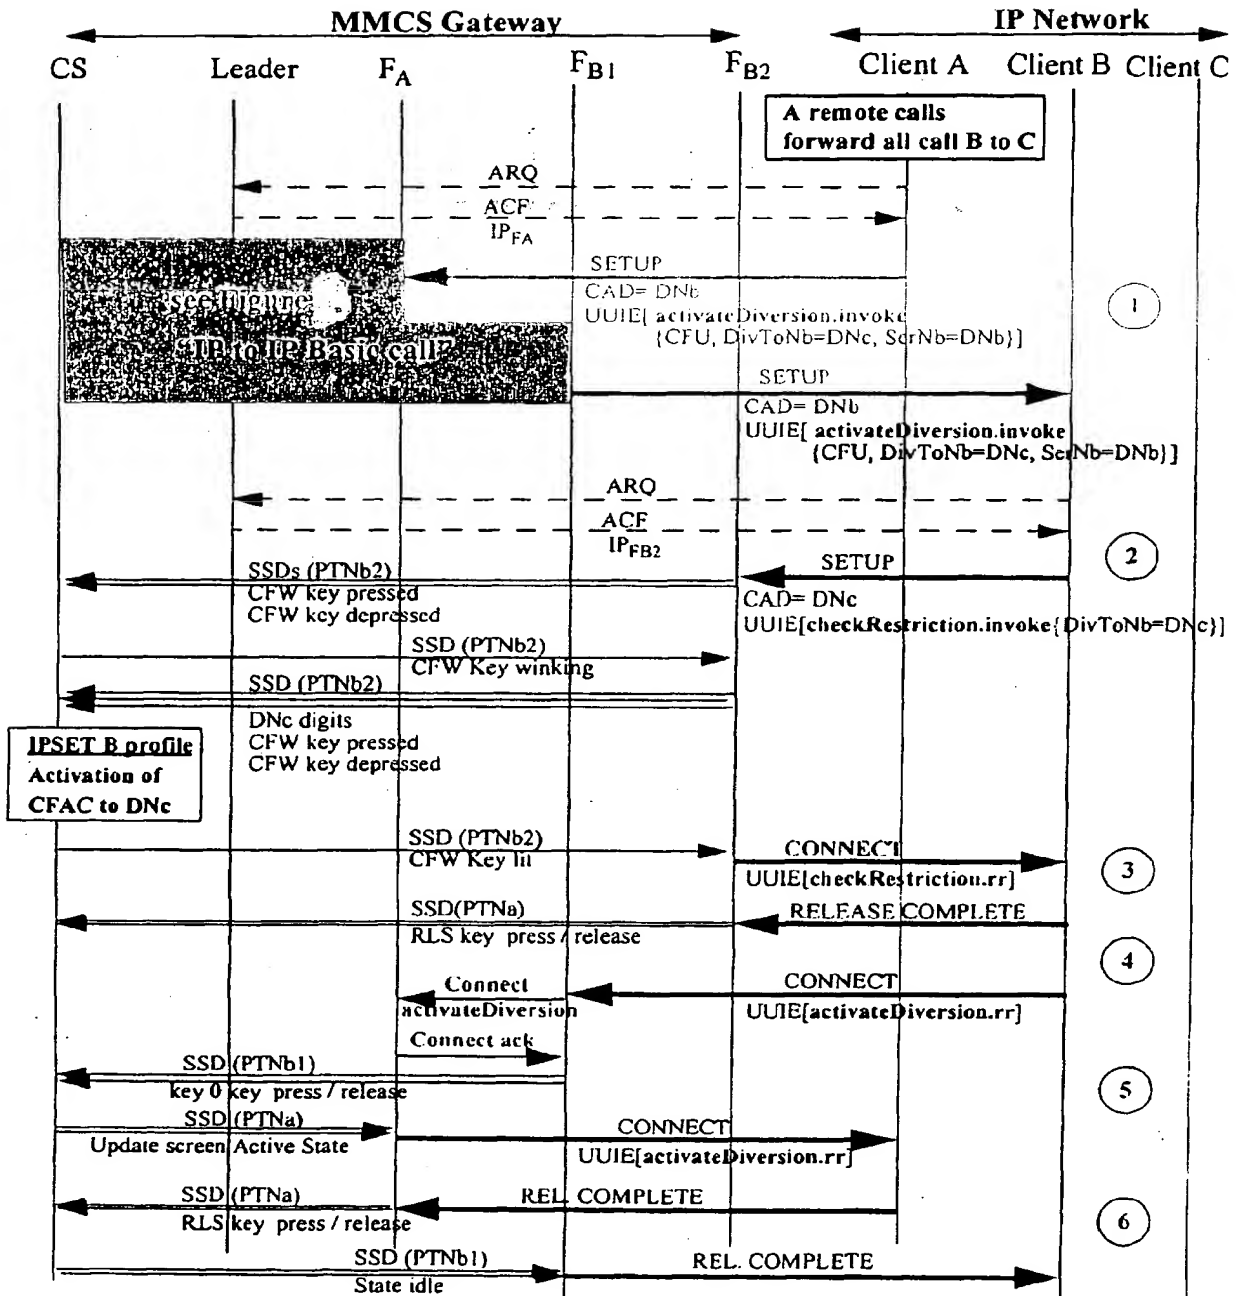 MMCS Gateway IP Network
CS Leader FA FB1 FB2 Client A Client B Client C
A remote calls
forward all call B to C
ARQ
ACF
IPFA
SETUP
CAD= DNb
UUIE[ activateDiversion.invoke
{CFU, DivToNb=DNc, SerNb=DNb}]
1
see Figure
"IP to IP Basic call"
SETUP
CAD= DNb
UUIE[ activateDiversion.invoke
{CFU, DivToNb=DNc, SerNb=DNb}]
ARQ
ACF
IPFB2
2
SETUP
CAD= DNc
UUIE[checkRestriction.invoke{DivToNb=DNc}]
SSDs (PTNb2)
CFW key pressed
CFW key depressed
SSD (PTNb2)
CFW Key winking
SSD (PTNb2)
DNc digits
CFW key pressed
CFW key depressed
IPSET B profile
Activation of
CFAC to DNc
SSD (PTNb2)
CFW Key lit
CONNECT
UUIE[checkRestriction.rr]
3
SSD(PTNa)
RLS key press / release
RELEASE COMPLETE
4
Connect
activateDiversion
CONNECT
UUIE[activateDiversion.rr]
Connect ack
SSD (PTNb1)
key 0 key press / release
5
SSD (PTNa)
Update screen Active State
CONNECT
UUIE[activateDiversion.rr]
SSD (PTNa)
RLS key press / release
REL. COMPLETE
6
SSD (PTNb1)
State idle
REL. COMPLETE